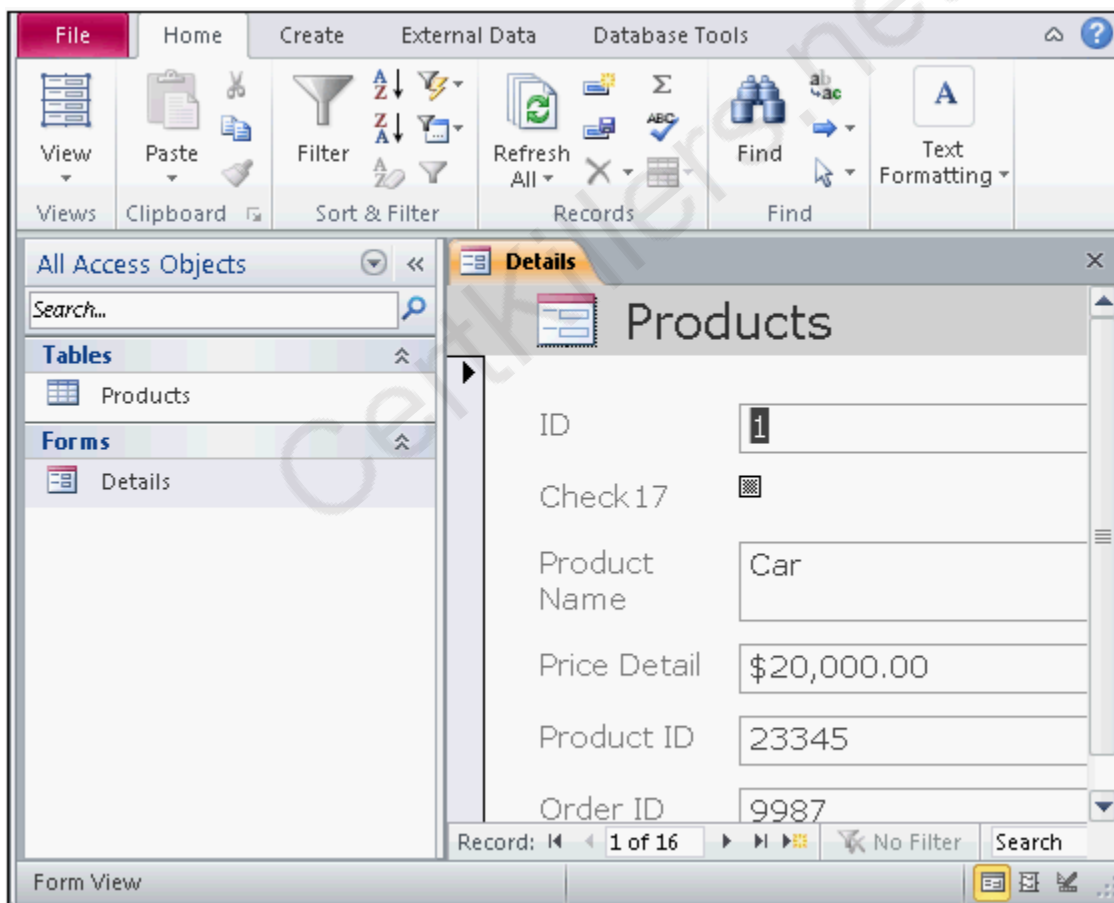 File Home Create External Data Database Tools
View Paste Filter Refresh All Find Text Formatting
Views Clipboard Sort & Filter Records Find
All Access Objects
Search...
Tables
Products
Forms
Details
Details
Products
ID 1
Check17
Product Name Car
Price Detail $20,000.00
Product ID 23345
Order ID 9987
Record: 1 of 16 No Filter Search
Form View
CertKillers.net